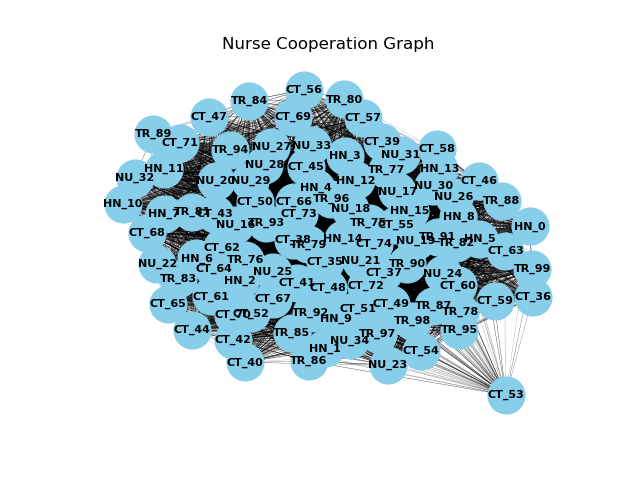 Nurse Cooperation Graph
CT_56
TR_84
TR_80
CT_47
CT_69
CT_57
TR_89
CT_71
CT_39
NU_27
NU_33
TR_94
CT_58
NU_31
HN_3
NU_28
CT_45
HN_11
TR_77
HN_13
NU_32
NU_20
NU_29
HN_4
HN_12
NU_30
CT_46
NU_17
NU_26
TR_96
HN_10
CT_50
CT_66
TR_88
NU_18
HN_15
HN_7
TR_81
CT_43
CT_73
HN_8
NU_16
TR_93
TR_75
CT_55
HN_0
CT_68
CT_38
HN_14
NU_19
TR_91
HN_5
TR_79
CT_74
TR_82
CT_62
CT_63
HN_6
TR_76
CT_35
NU_21
TR_90
NU_22
CT_64
NU_25
CT_37
NU_24
TR_99
TR_83
HN_2
CT_41
CT_48
CT_72
CT_60
CT_61
CT_67
CT_36
CT_65
CT_59
CT_49
TR_87
CT_51
TR_92
CT_70
CT_52
HN_9
TR_98
TR_78
CT_44
TR_85
TR_97
TR_95
CT_42
NU_34
HN_1
CT_54
CT_40
TR_86
NU_23
CT_53